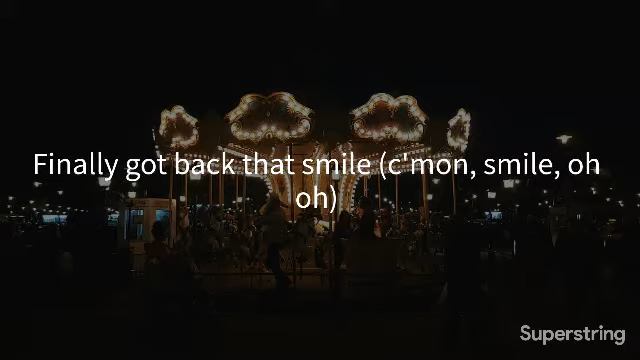 Finally got back that smile (c'mon, smile, oh
oh)
Superstring